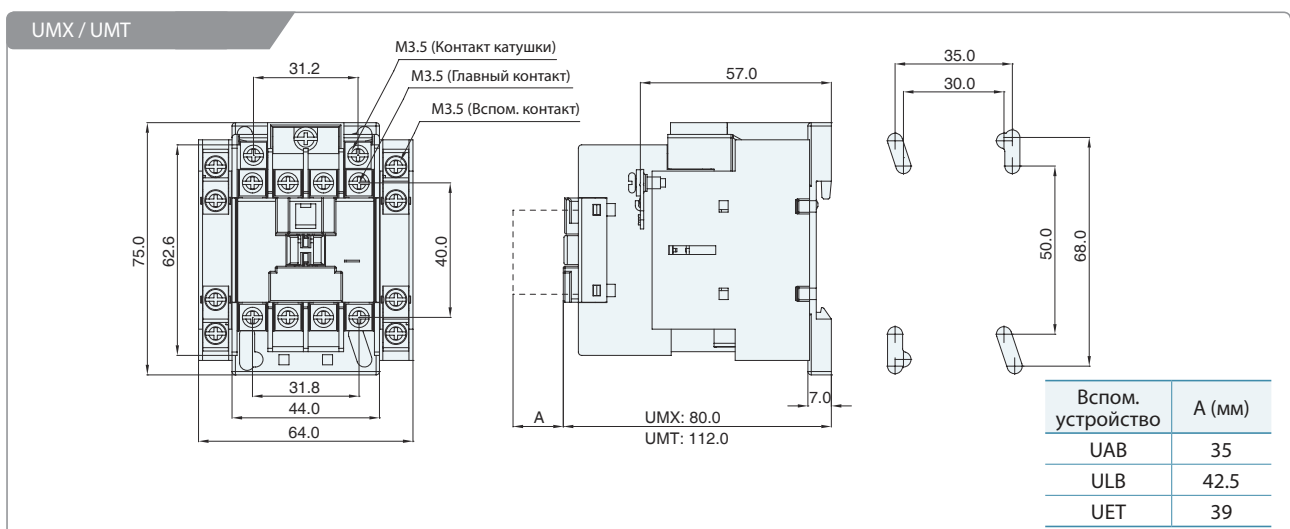 UMX / UMT
M3.5 (Контакт катушки)
31.2
M3.5 (Главный контакт)
M3.5 (Вспом. контакт)
75.0
62.6
40.0
31.8
44.0
64.0
57.0
7.0
A
UMX: 80.0
UMT: 112.0
35.0
30.0
50.0
68.0
Вспом. устройство A (мм)
UAB 35
ULB 42.5
UET 39